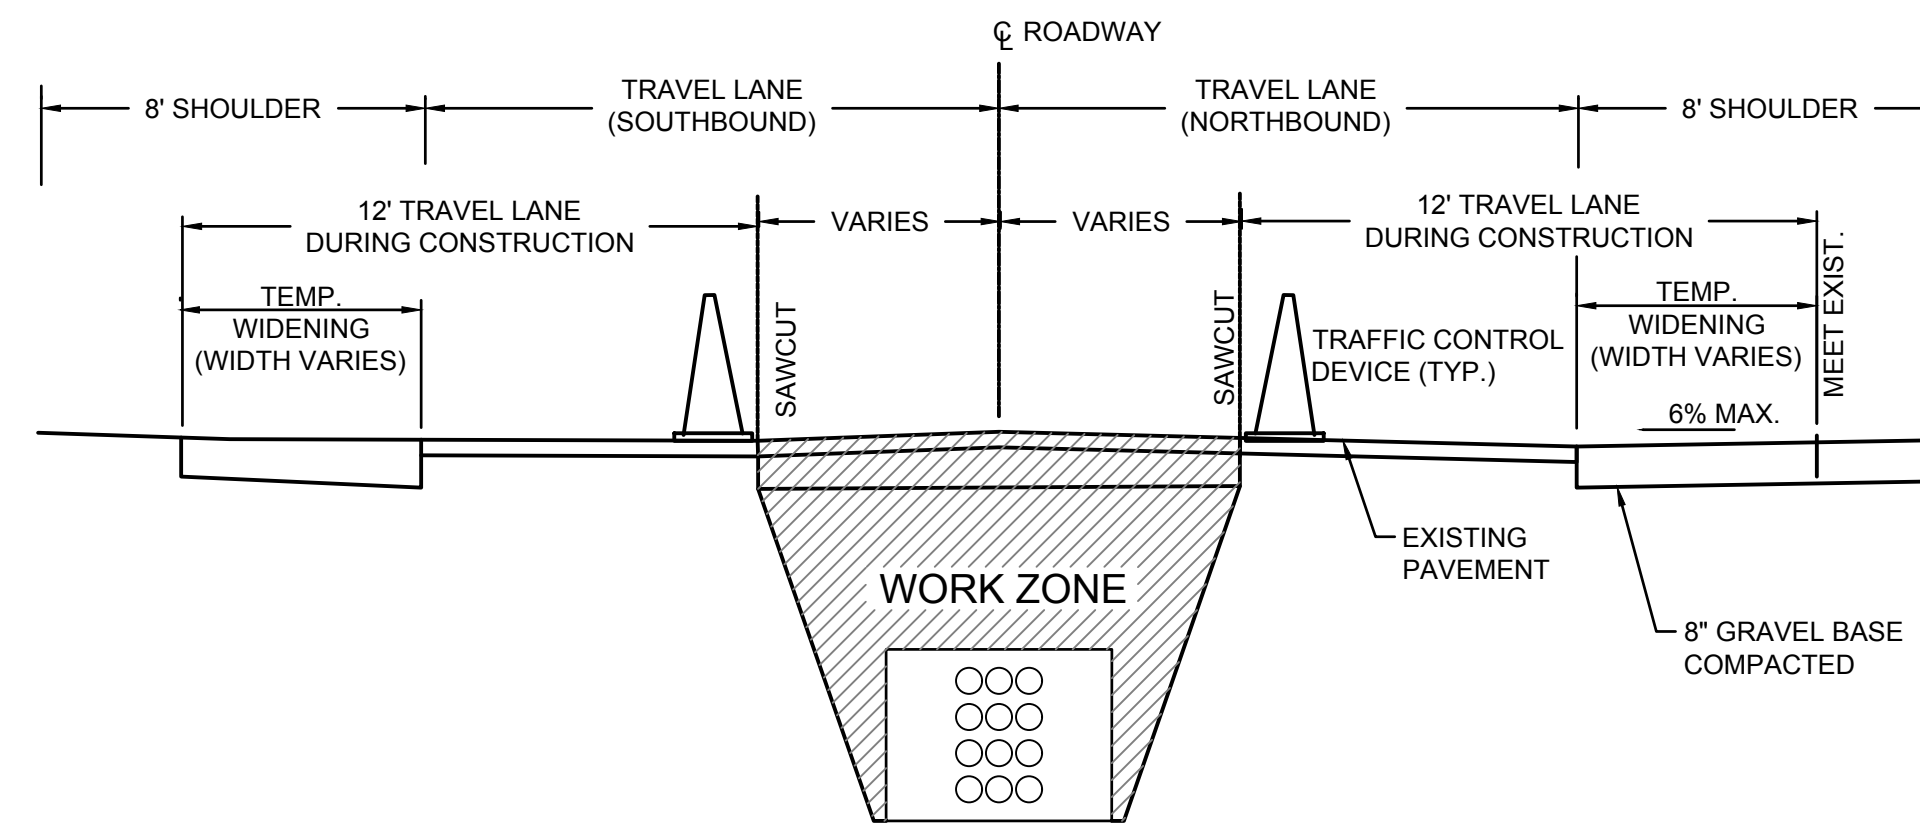 ℄ ROADWAY
8' SHOULDER
TRAVEL LANE
(SOUTHBOUND)
TRAVEL LANE
(NORTHBOUND)
8' SHOULDER
12' TRAVEL LANE
DURING CONSTRUCTION
VARIES
VARIES
12' TRAVEL LANE
DURING CONSTRUCTION
TEMP.
WIDENING
(WIDTH VARIES)
SAWCUT
SAWCUT
TRAFFIC CONTROL
DEVICE (TYP.)
TEMP.
WIDENING
(WIDTH VARIES)
MEET EXIST.
6% MAX.
EXISTING
PAVEMENT
WORK ZONE
8" GRAVEL BASE
COMPACTED